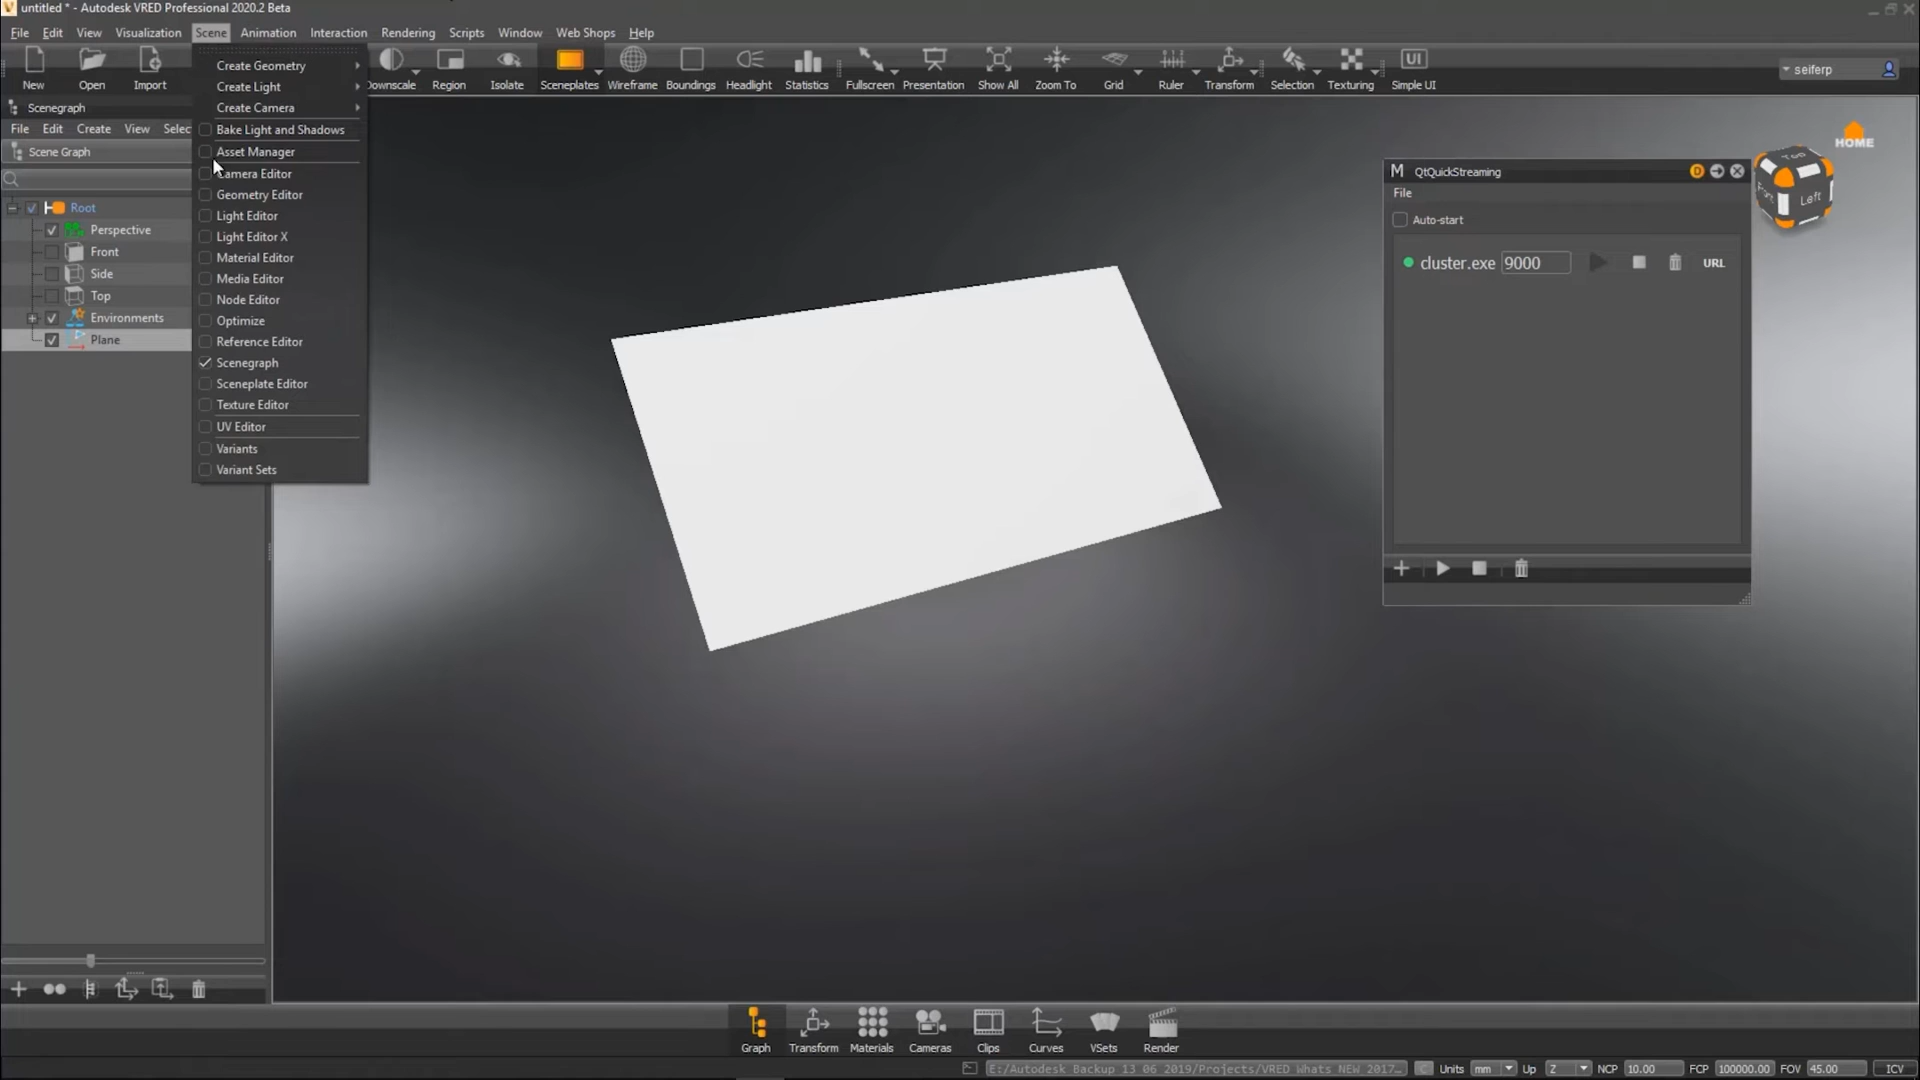 untitled * - Autodesk VRED Professional 2020.2 Beta
File Edit View Visualization Scene Animation Interaction Rendering Scripts Window Web Shops Help
New Open Import Downscale Region Isolate Sceneplates Wireframe Boundings Headlight Statistics Fullscreen Presentation Show All Zoom To Grid Ruler Transform Selection Texturing Simple UI
UI
seiferp
Scenegraph
File Edit Create View Selec
Scene Graph
Root
Perspective
Front
Side
Top
Environments
Plane
Create Geometry
Create Light
Create Camera
Bake Light and Shadows
Asset Manager
Camera Editor
Geometry Editor
Light Editor
Light Editor X
Material Editor
Media Editor
Node Editor
Optimize
Reference Editor
Scenegraph
Sceneplate Editor
Texture Editor
UV Editor
Variants
Variant Sets
HOME
Top
Front Left
M QtQuickStreaming D
File
Auto-start
cluster.exe 9000 URL
Graph Transform Materials Cameras Clips Curves VSets Render
E:/Autodesk Backup 13 06 2019/Projects/VRED Whats NEW 2017... C Units mm Up Z NCP 10.00 FCP 100000.00 FOV 45.00 ICV